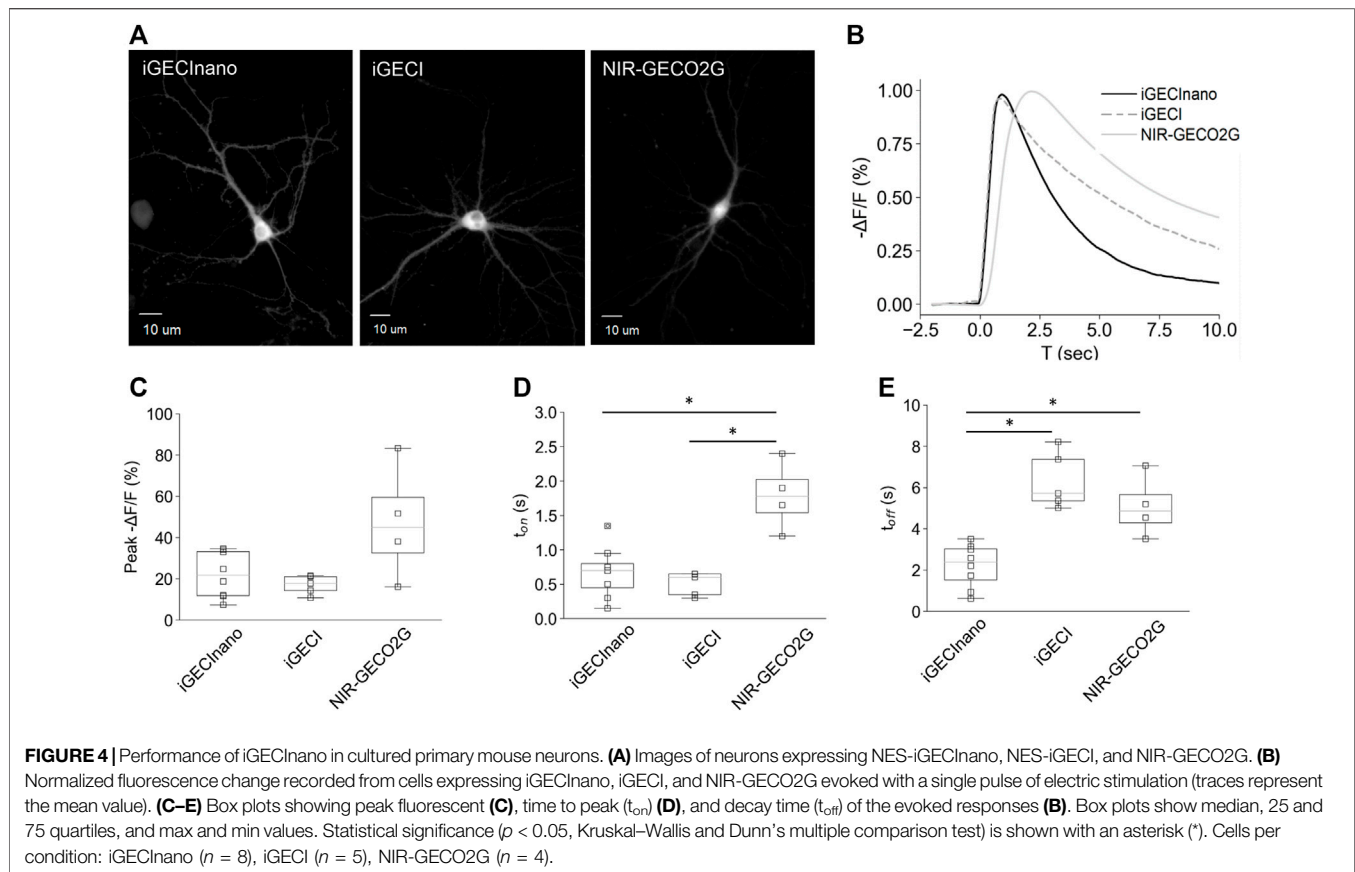 A
iGECInano
iGECI
NIR-GECO2G
10 um
10 um
10 um
B
-ΔF/F (%)
1.00
0.75
0.50
0.25
0.00
iGECInano
iGECI
NIR-GECO2G
−2.5 0.0 2.5 5.0 7.5 10.0
T (sec)
C
Peak -ΔF/F (%)
100
80
60
40
20
0
iGECInano
iGECI
NIR-GECO2G
D
t_on (s)
3.0
2.5
2.0
1.5
1.0
0.5
0.0
* 
*
iGECInano
iGECI
NIR-GECO2G
E
t_off (s)
10
8
6
4
2
0
*
*
iGECInano
iGECI
NIR-GECO2G
FIGURE 4 | Performance of iGECInano in cultured primary mouse neurons. (A) Images of neurons expressing NES-iGECInano, NES-iGECI, and NIR-GECO2G. (B)
Normalized fluorescence change recorded from cells expressing iGECInano, iGECI, and NIR-GECO2G evoked with a single pulse of electric stimulation (traces represent
the mean value). (C–E) Box plots showing peak fluorescent (C), time to peak (t_on) (D), and decay time (t_off) of the evoked responses (B). Box plots show median, 25 and
75 quartiles, and max and min values. Statistical significance (p < 0.05, Kruskal–Wallis and Dunn's multiple comparison test) is shown with an asterisk (*). Cells per
condition: iGECInano (n = 8), iGECI (n = 5), NIR-GECO2G (n = 4).